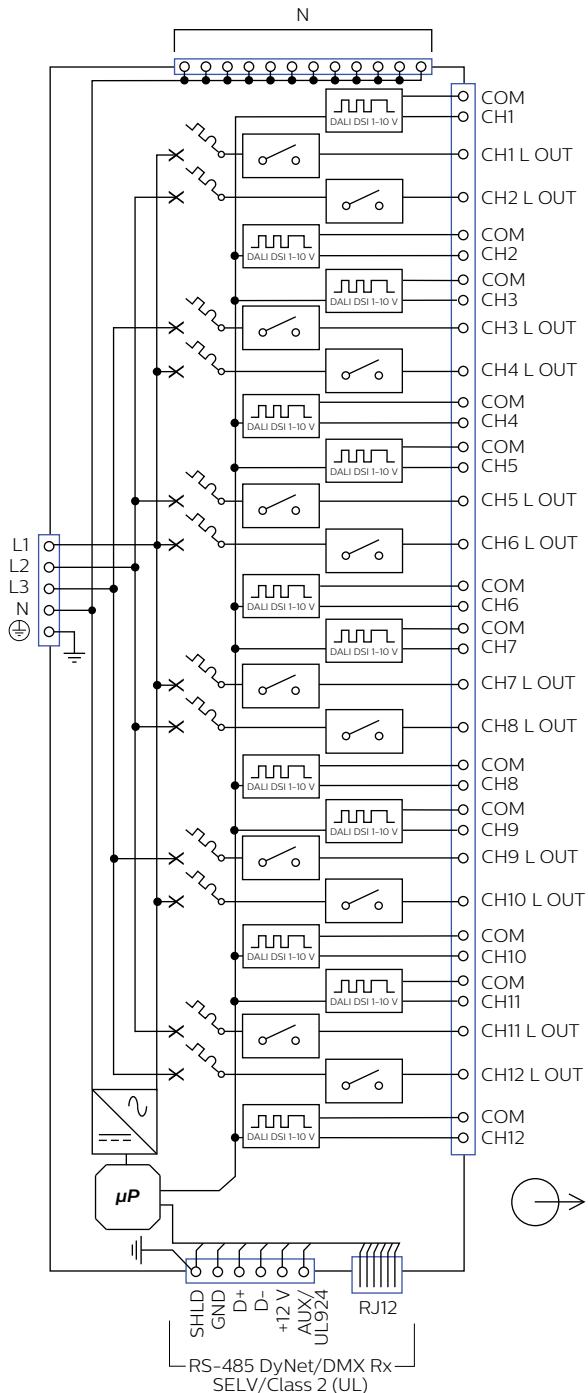 N
DALI DSI 1-10 V
COM
CH1
CH1 L OUT
CH2 L OUT
DALI DSI 1-10 V
COM
CH2
DALI DSI 1-10 V
COM
CH3
CH3 L OUT
CH4 L OUT
DALI DSI 1-10 V
COM
CH4
DALI DSI 1-10 V
COM
CH5
CH5 L OUT
L1
CH6 L OUT
L2
L3
DALI DSI 1-10 V
COM
CH6
N
DALI DSI 1-10 V
COM
CH7
CH7 L OUT
CH8 L OUT
DALI DSI 1-10 V
COM
CH8
DALI DSI 1-10 V
COM
CH9
CH9 L OUT
CH10 L OUT
DALI DSI 1-10 V
COM
CH10
DALI DSI 1-10 V
COM
CH11
CH11 L OUT
CH12 L OUT
DALI DSI 1-10 V
COM
CH12
µP
SHLD
GND
D+
D-
+12 V
AUX/
UL924
RJ12
RS-485 DyNet/DMX Rx
SELV/Class 2 (UL)